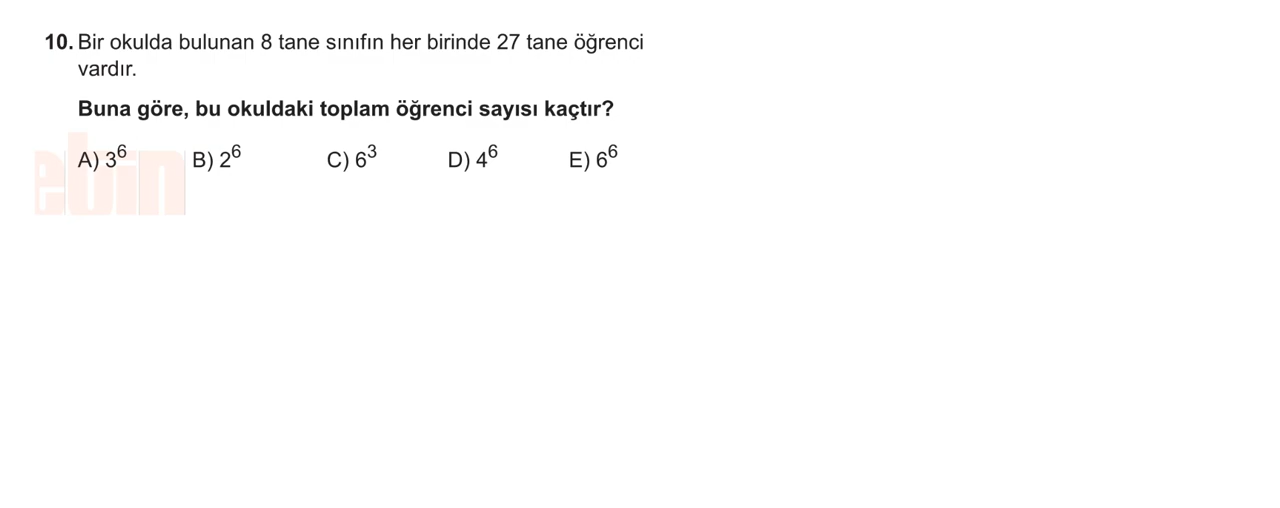 10. Bir okulda bulunan 8 tane sınıfın her birinde 27 tane öğrenci
vardır.
Buna göre, bu okuldaki toplam öğrenci sayısı kaçtır?
A) 3⁶ B) 2⁶ C) 6³ D) 4⁶ E) 6⁶
ebin